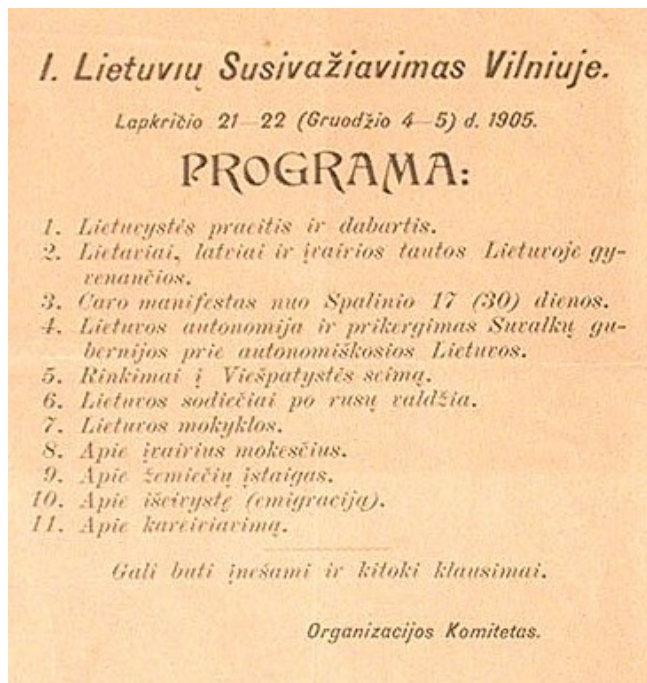 I. Lietuvių Susivažiavimas Vilniuje.
Lapkričio 21—22 (Gruodžio 4—5) d. 1905.
PROGRAMA:
1. Lietuvystės praeitis ir dabartis.
2. Lietuviai, latviai ir įvairios tautos Lietuvoje gy-
venančios.
3. Caro manifestas nuo Spalinio 17 (30) dienos.
4. Lietuvos autonomija ir prikergimas Suvalkų gu-
bernijos prie autonomiškosios Lietuvos.
5. Rinkimai į Viešpatystės seimą.
6. Lietuvos sodiečiai po rusų valdžia.
7. Lietuvos mokyklos.
8. Apie įvairius mokesčius.
9. Apie žemiečių įstaigas.
10. Apie išeivystę (emigraciją).
11. Apie kareiviavimą.
Gali buti įnešami ir kitoki klausimai.
Organizacijos Komitetas.